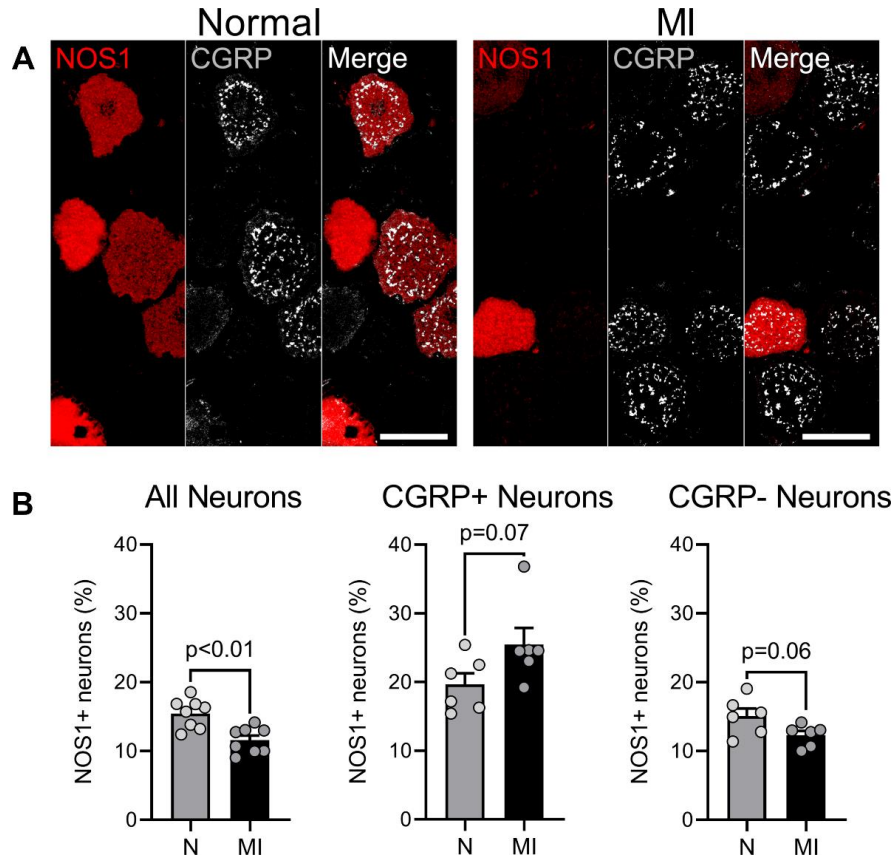 Normal MI
A NOS1 CGRP Merge NOS1 CGRP Merge
B All Neurons CGRP+ Neurons CGRP- Neurons
NOS1+ neurons (%)
40
30
20
10
0
p<0.01
N MI
NOS1+ neurons (%)
40
30
20
10
0
p=0.07
N MI
NOS1+ neurons (%)
40
30
20
10
0
p=0.06
N MI